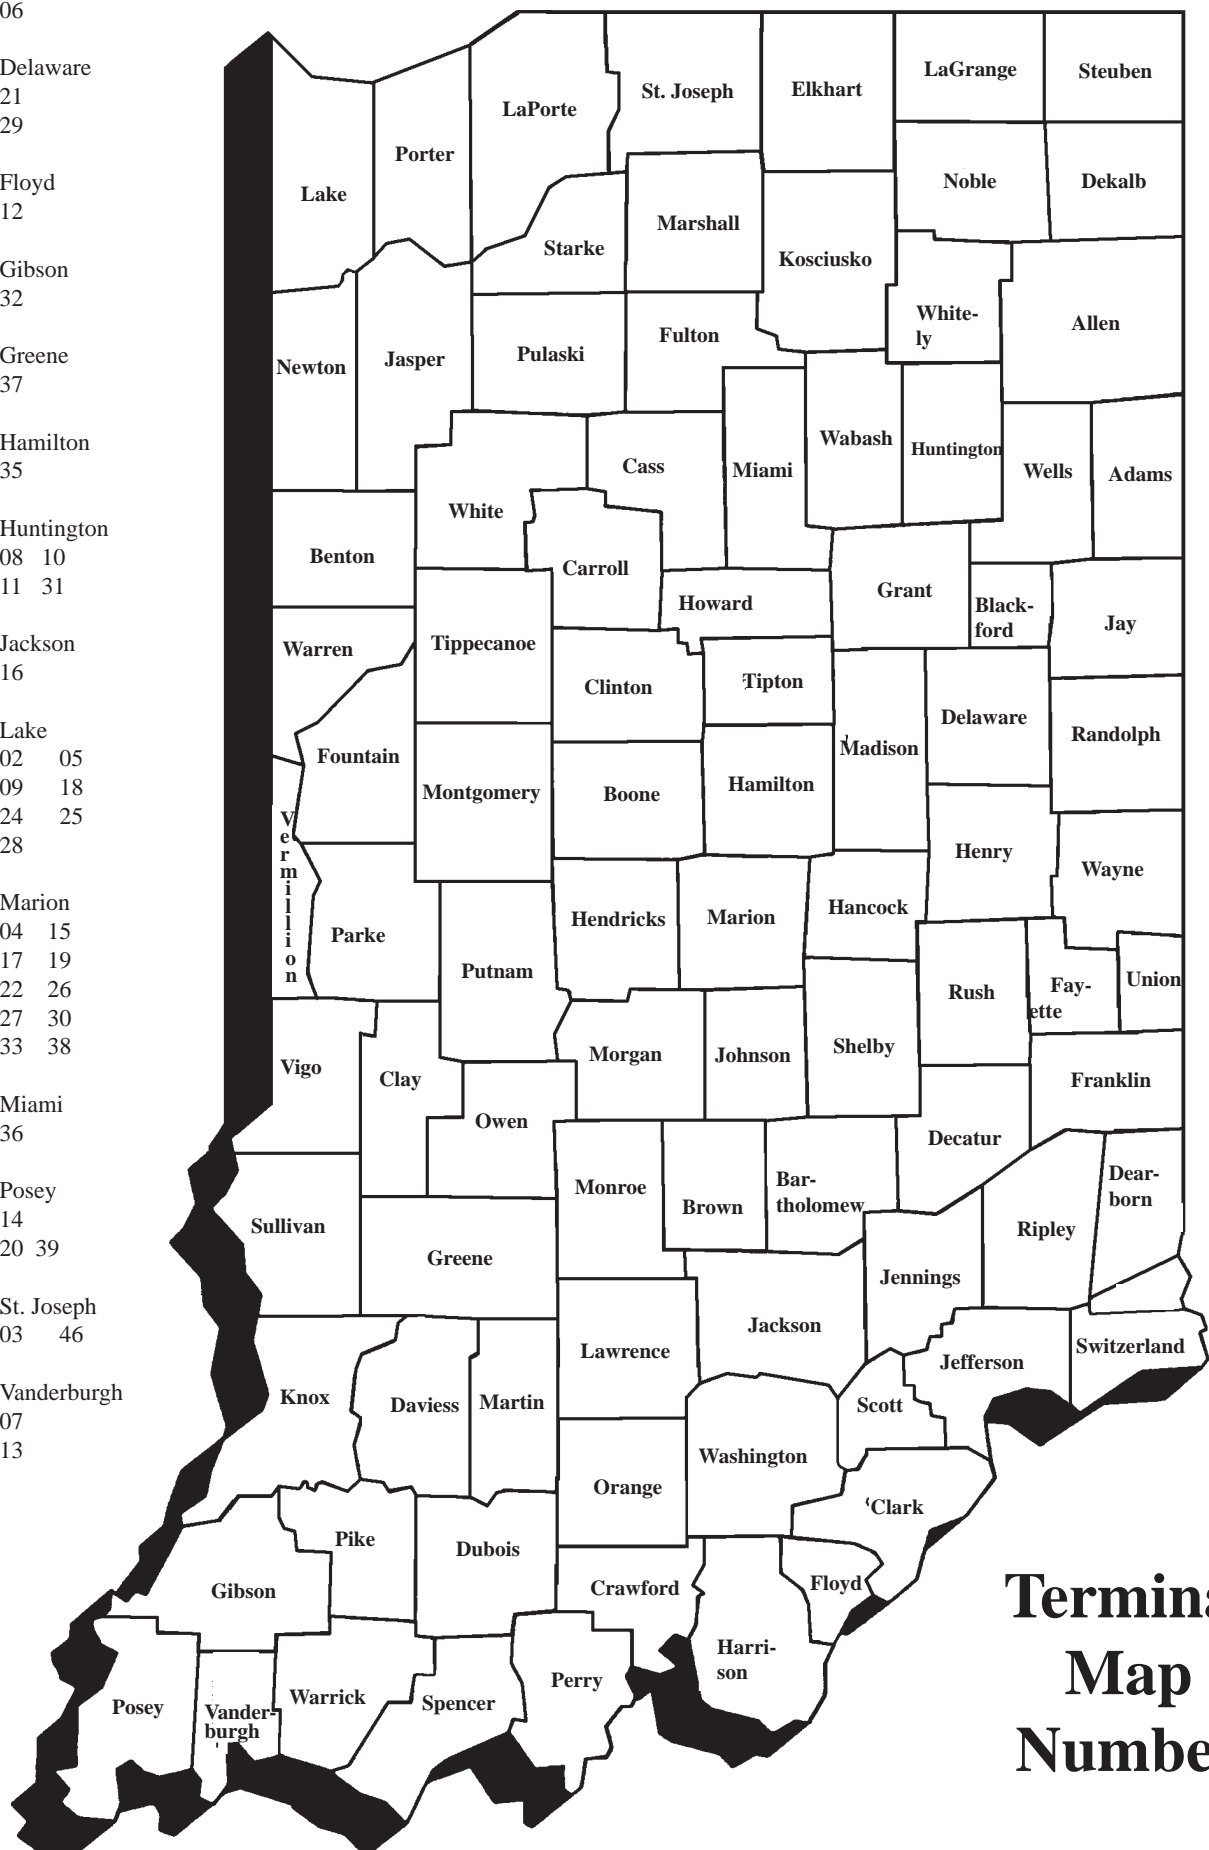 06
Delaware
21
29
Floyd
12
Gibson
32
Greene
37
Hamilton
35
Huntington
08 10
11 31
Jackson
16
Lake
02 05
09 18
24 25
28
Marion
04 15
17 19
22 26
27 30
33 38
Miami
36
Posey
14
20 39
St. Joseph
03 46
Vanderburgh
07
13
LaGrange
Steuben
St. Joseph
Elkhart
LaPorte
Porter
Lake
Noble
Dekalb
Marshall
Starke
Kosciusko
White-
ly
Allen
Fulton
Pulaski
Jasper
Newton
Wabash
Huntington
Cass
Miami
Wells
Adams
White
Benton
Carroll
Grant
Howard
Black-
ford
Jay
Warren
Tippecanoe
Clinton
Tipton
Delaware
Randolph
Fountain
Madison
Montgomery
Boone
Hamilton
Vermillion
Henry
Wayne
Parke
Hendricks
Marion
Hancock
Putnam
Rush
Fay-
ette
Union
Vigo
Clay
Morgan
Johnson
Shelby
Franklin
Owen
Decatur
Monroe
Brown
Bar-
tholomew
Dear-
born
Sullivan
Greene
Ripley
Jennings
Jackson
Lawrence
Jefferson
Switzerland
Knox
Daviess
Martin
Scott
Washington
Orange
Clark
Pike
Dubois
Gibson
Crawford
Floyd
Harri-
son
Posey
Vander-
burgh
Warrick
Spencer
Perry
Termina
Map
Numbe